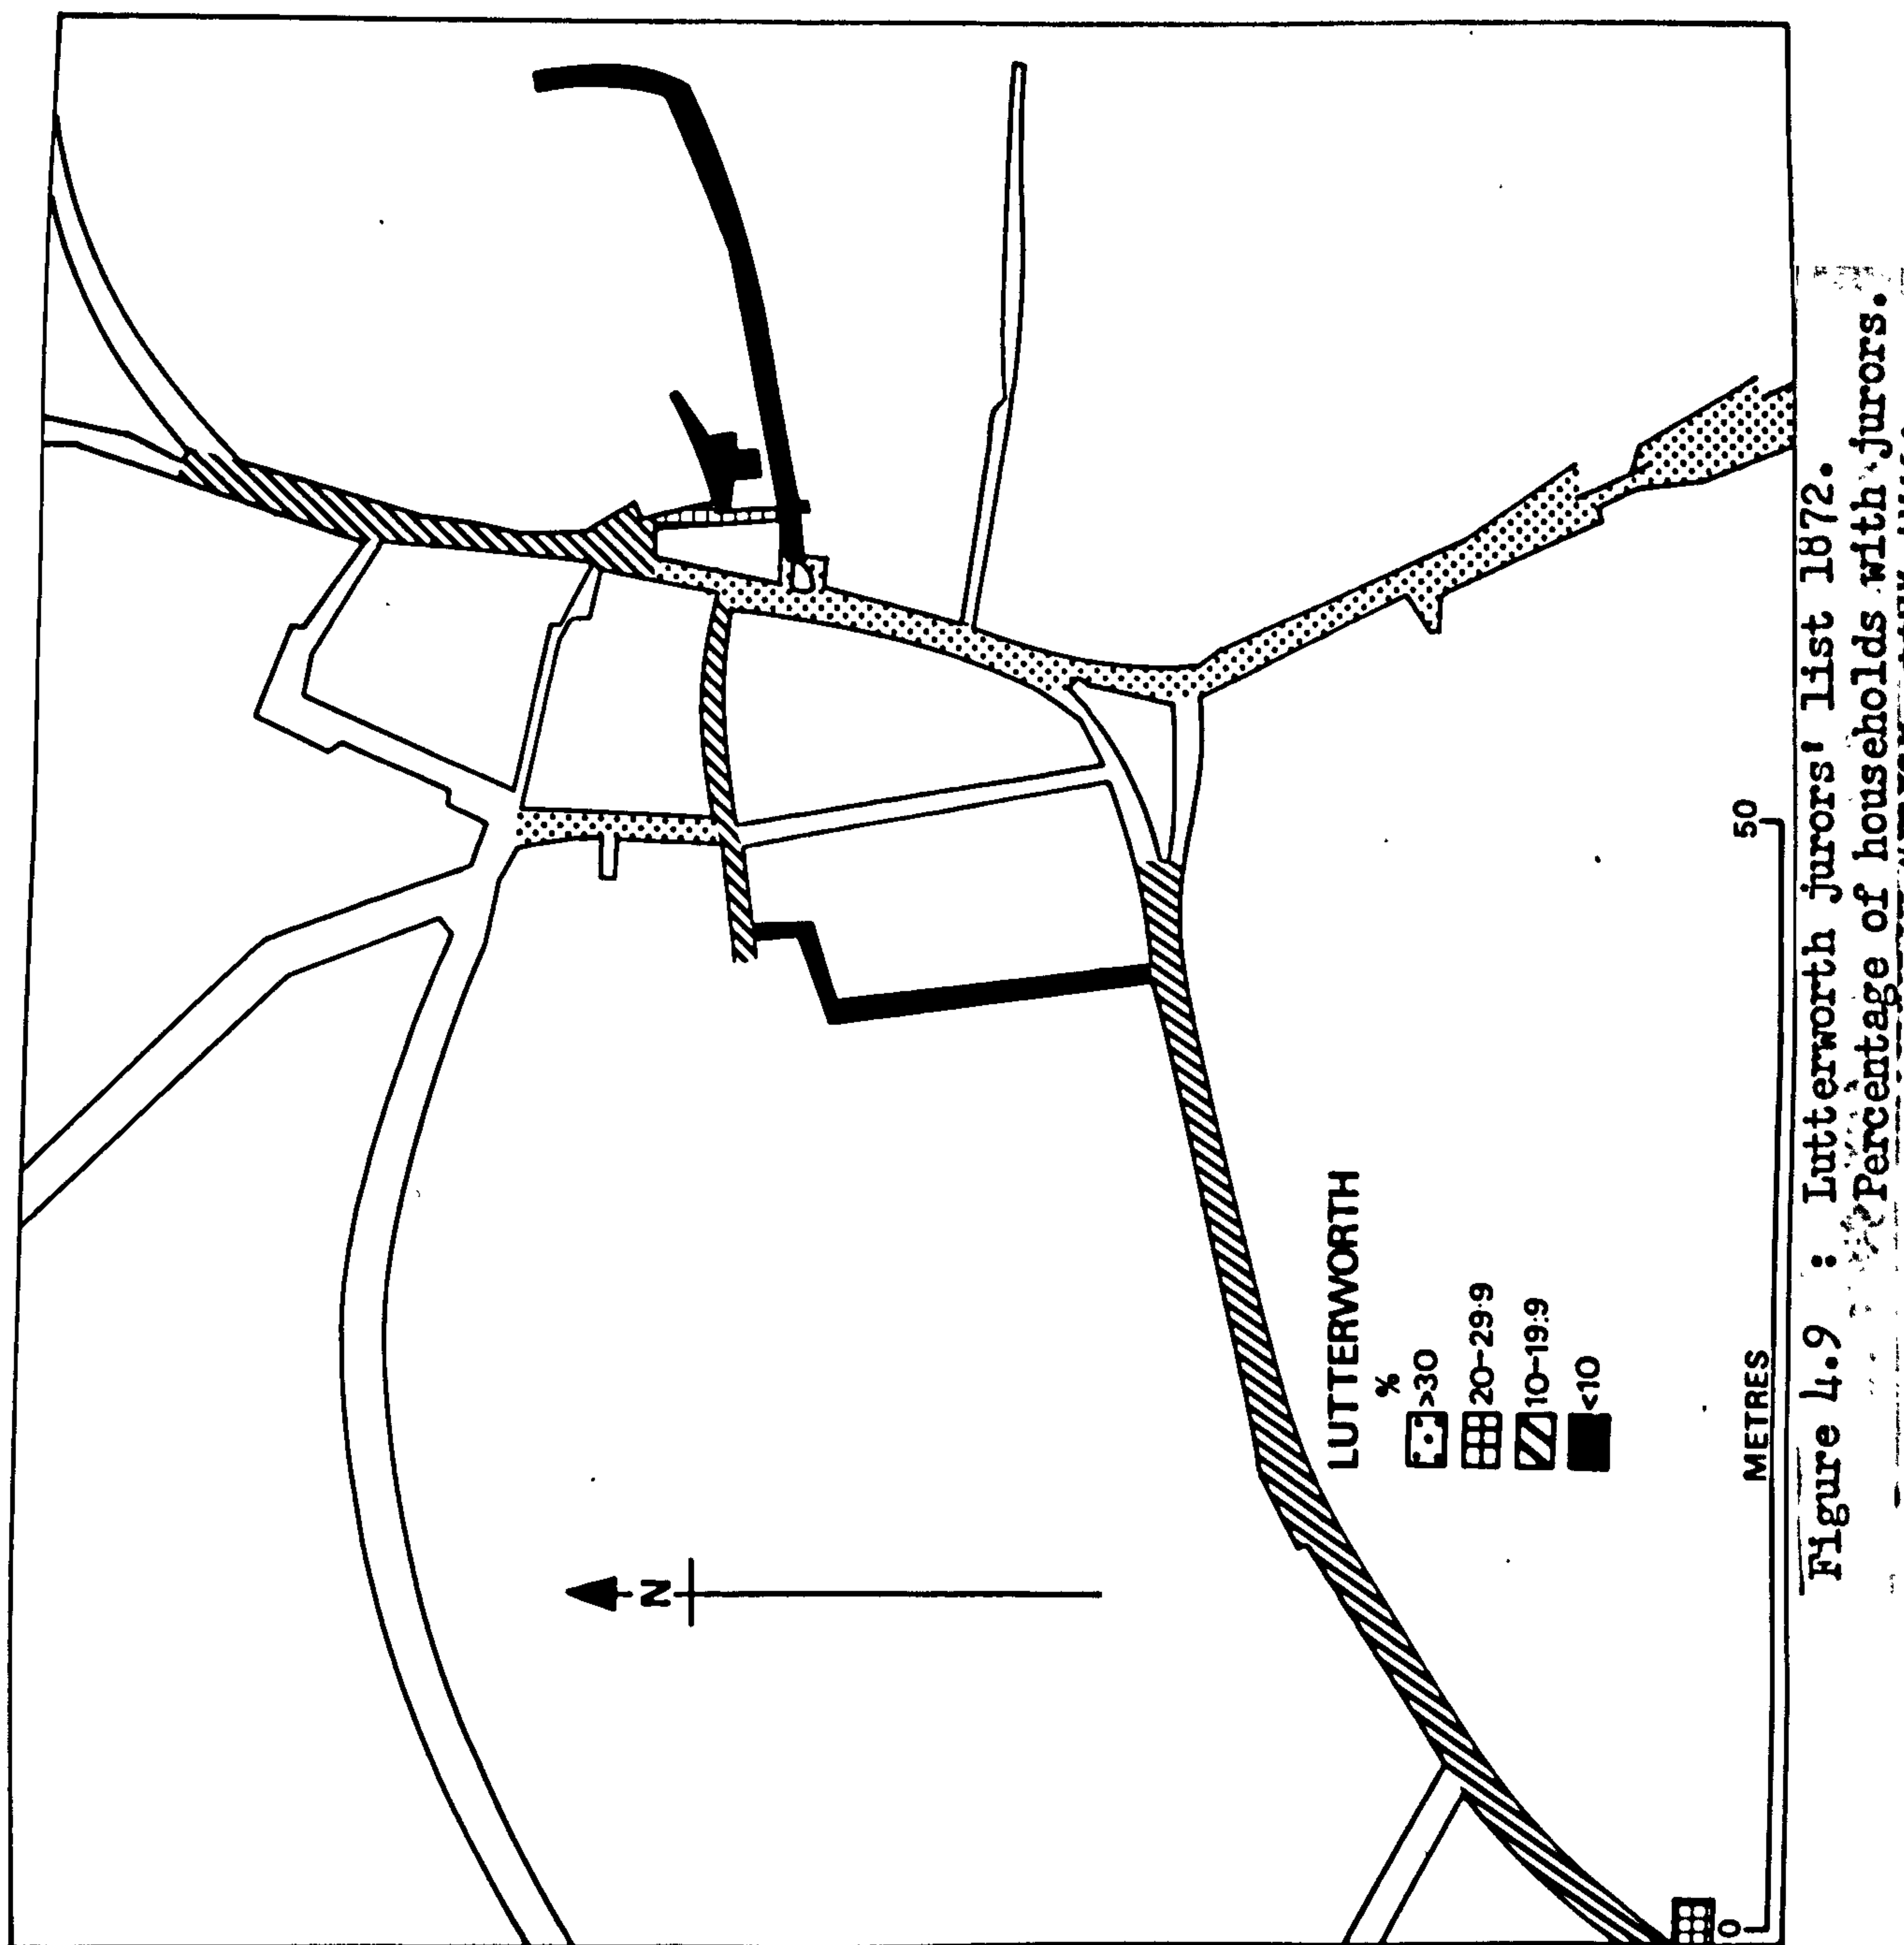 N
LUTTERWORTH
%
>30
20-29·9
10-19·9
<10
METRES
0
50
Figure 4.9 : Lutterworth jurors' list 1872.
Percentage of households with jurors.